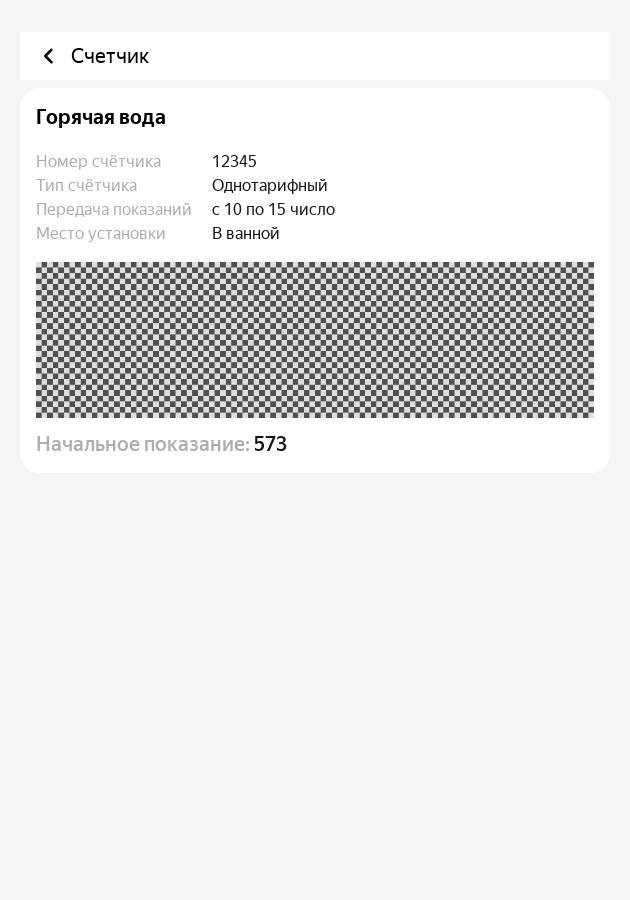 Счетчик
Горячая вода
Номер счётчика 12345
Тип счётчика Однотарифный
Передача показаний с 10 по 15 число
Место установки В ванной
Начальное показание: 573